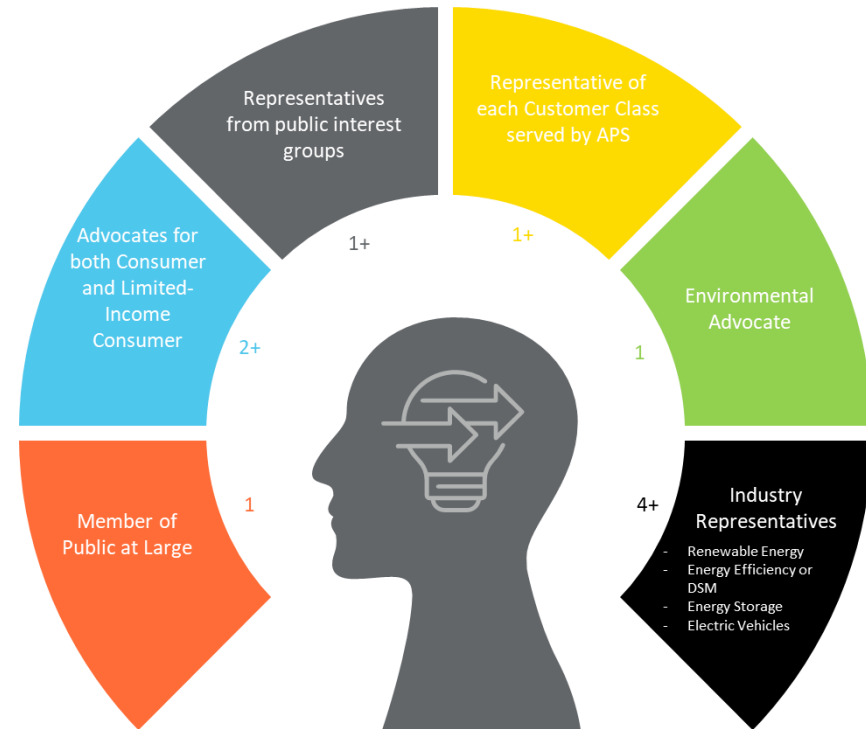 Representatives
from public interest
groups
1+
Representative of
each Customer Class
served by APS
1+
Advocates for
both Consumer
and Limited-
Income
Consumer
2+
Environmental
Advocate
1
Member of
Public at Large
1
Industry
Representatives
- Renewable Energy
- Energy Efficiency or
DSM
- Energy Storage
- Electric Vehicles
4+